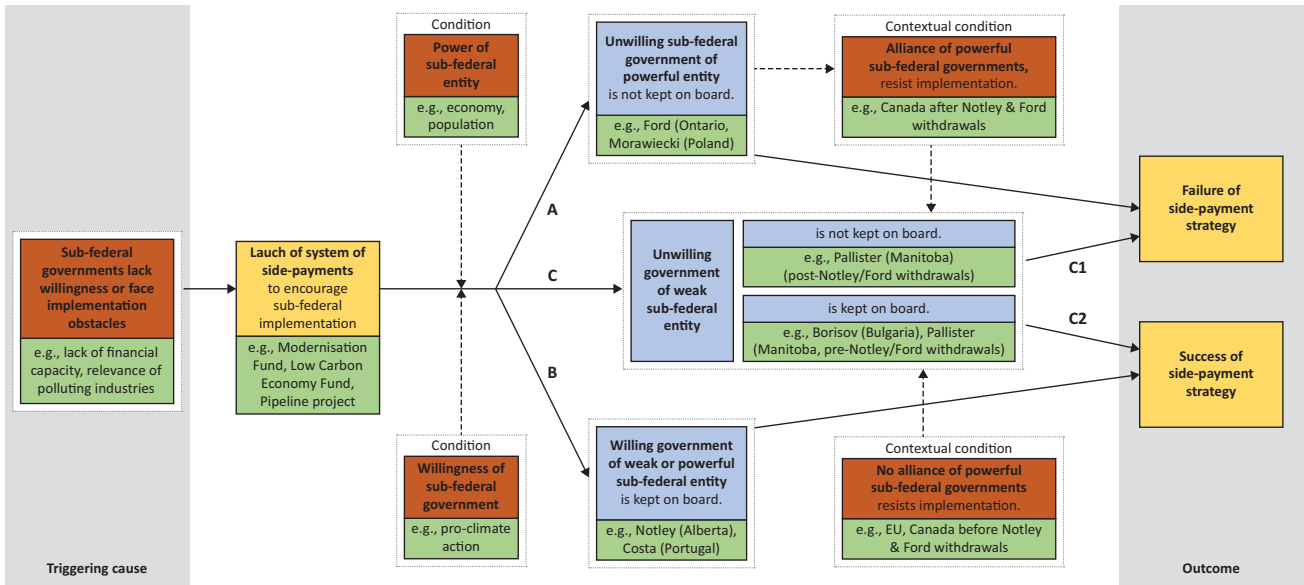 Condition
Power of
sub-federal
entity
e.g., economy,
population
Unwilling sub-federal
government of
powerful entity
is not kept on board.
e.g., Ford (Ontario,
Morawiecki (Poland)
Contextual condition
Alliance of powerful
sub-federal governments,
resist implementation.
e.g., Canada after Notley & Ford
withdrawals
Failure of
side-payment
strategy
A
Sub-federal
governments lack
willingness or face
implementation
obstacles
e.g., lack of financial
capacity, relevance of
polluting industries
Lauch of system of
side-payments
to encourage
sub-federal
implementation
e.g., Modernisation
Fund, Low Carbon
Economy Fund,
Pipeline project
C
Unwilling
government
of weak
sub-federal
entity
is not kept on board.
e.g., Pallister (Manitoba)
(post-Notley/Ford withdrawals)
C1
is kept on board.
e.g., Borisov (Bulgaria), Pallister
(Manitoba, pre-Notley/Ford withdrawals)
C2
B
Success of
side-payment
strategy
Condition
Willingness of
sub-federal
government
e.g., pro-climate
action
Willing government
of weak or powerful
sub-federal entity
is kept on board.
e.g., Notley (Alberta),
Costa (Portugal)
Contextual condition
No alliance of powerful
sub-federal governments
resists implementation.
e.g., EU, Canada before Notley
& Ford withdrawals
Triggering cause
Outcome